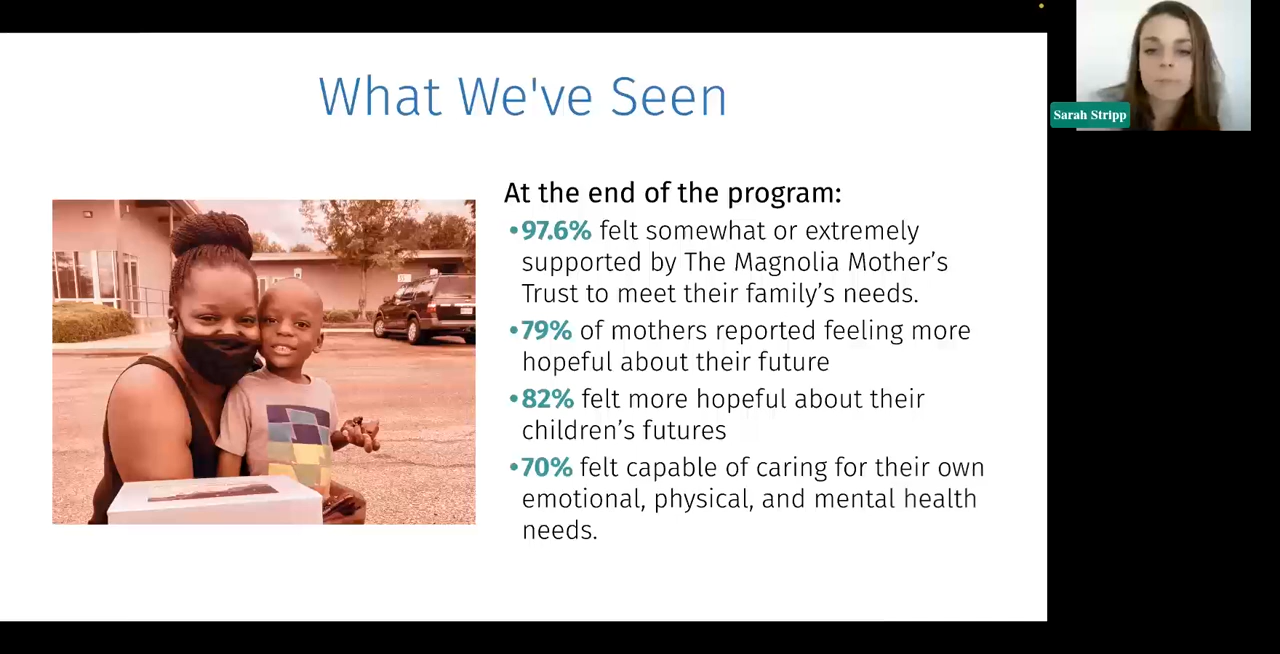 What We've Seen
Sarah Stripp
At the end of the program:
•97.6% felt somewhat or extremely
supported by The Magnolia Mother’s
Trust to meet their family’s needs.
•79% of mothers reported feeling more
hopeful about their future
•82% felt more hopeful about their
children’s futures
•70% felt capable of caring for their own
emotional, physical, and mental health
needs.